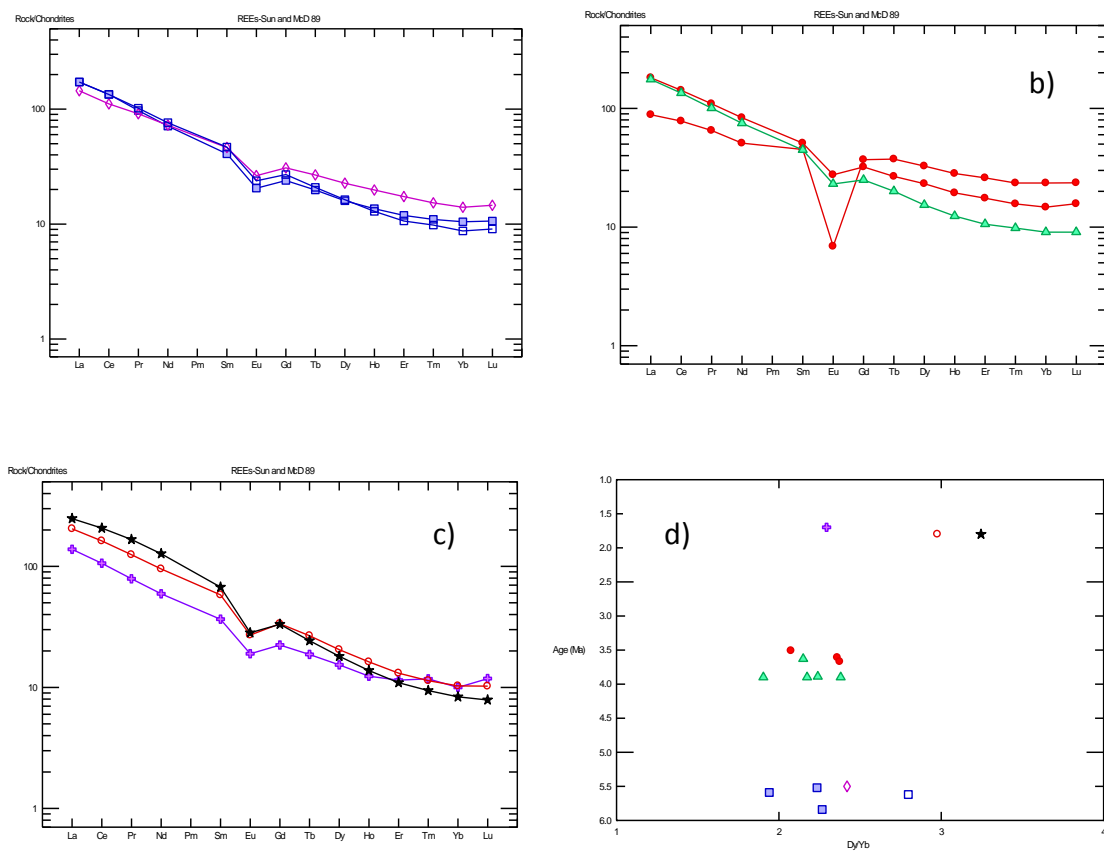 Rock/Chondrites REEs-Sun and McD 89
100
10
1
La Ce Pr Nd Pm Sm Eu Gd Tb Dy Ho Er Tm Yb Lu
Rock/Chondrites REEs-Sun and McD 89
b)
100
10
1
La Ce Pr Nd Pm Sm Eu Gd Tb Dy Ho Er Tm Yb Lu
Rock/Chondrites REEs-Sun and McD 89
c)
100
10
1
La Ce Pr Nd Pm Sm Eu Gd Tb Dy Ho Er Tm Yb Lu
d)
1.0
1.5
2.0
2.5
3.0
Age (Ma) 3.5
4.0
4.5
5.0
5.5
6.0
1 2 3 4
Dy/Yb